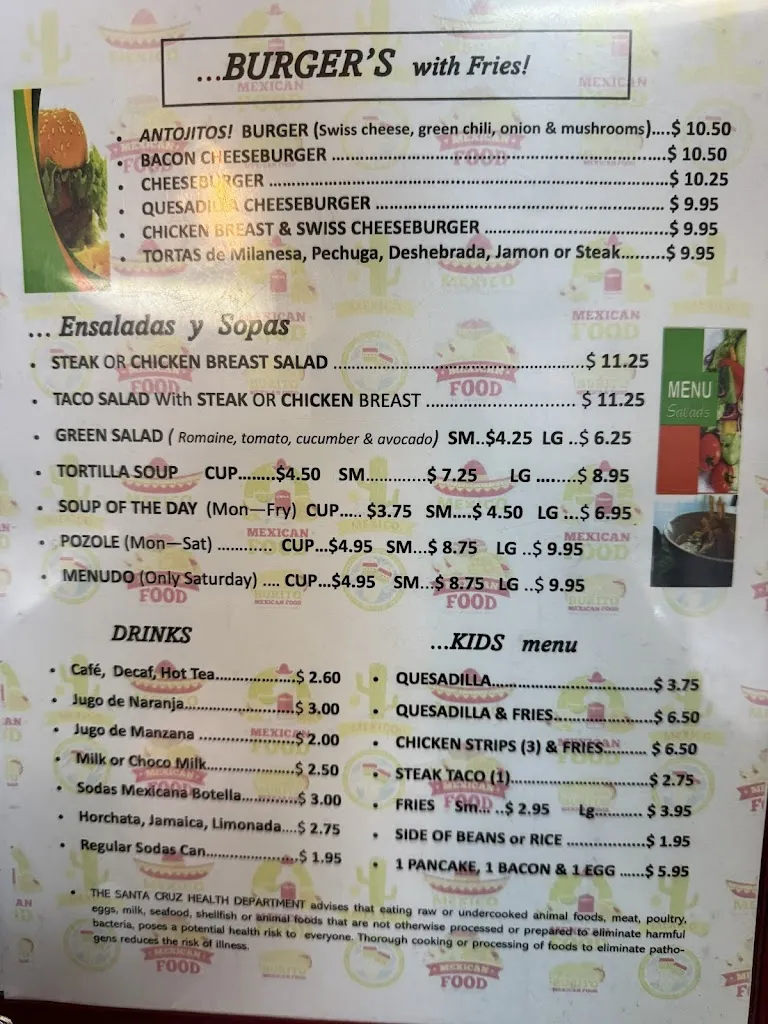 ...BURGER'S with Fries!
• ANTOJITOS! BURGER (Swiss cheese, green chili, onion & mushrooms)....$ 10.50
• BACON CHEESEBURGER ..........$ 10.50
• CHEESEBURGER ..........$ 10.25
• QUESADILLA CHEESEBURGER ..........$ 9.95
• CHICKEN BREAST & SWISS CHEESEBURGER ..........$ 9.95
• TORTAS de Milanesa, Pechuga, Deshebrada, Jamon or Steak.........$ 9.95
... Ensaladas y Sopas
• STEAK OR CHICKEN BREAST SALAD ..........$ 11.25
• TACO SALAD With STEAK OR CHICKEN BREAST .......... $ 11.25
• GREEN SALAD ( Romaine, tomato, cucumber & avocado) SM..$4.25 LG ..$ 6.25
• TORTILLA SOUP CUP........$4.50 SM............$ 7.25 LG .........$ 8.95
• SOUP OF THE DAY (Mon—Fry) CUP..... $3.75 SM....$ 4.50 LG ...$ 6.95
• POZOLE (Mon—Sat) ............ CUP...$4.95 SM...$ 8.75 LG ..$ 9.95
• MENUDO (Only Saturday) .... CUP...$4.95 SM...$ 8.75 LG ..$ 9.95
MENU
Salads
DRINKS
• Café, Decaf, Hot Tea..........$ 2.60
• Jugo de Naranja..........$ 3.00
• Jugo de Manzana ..........$ 2.00
• Milk or Choco Milk..........$ 2.50
• Sodas Mexicana Botella............$ 3.00
• Horchata, Jamaica, Limonada....$ 2.75
• Regular Sodas Can..........$ 1.95
...KIDS menu
• QUESADILLA..........$ 3.75
• QUESADILLA & FRIES..........$ 6.50
• CHICKEN STRIPS (3) & FRIES.......... $ 6.50
• STEAK TACO (1)..........$ 2.75
• FRIES Sm... ..$ 2.95 Lg........... $ 3.95
• SIDE OF BEANS or RICE ..........$ 1.95
• 1 PANCAKE, 1 BACON & 1 EGG ......$ 5.95
• THE SANTA CRUZ HEALTH DEPARTMENT advises that eating raw or undercooked animal foods, meat, poultry,
eggs, milk, seafood, shellfish or animal foods that are not otherwise processed or prepared to eliminate harmful
bacteria, poses a potential health risk to everyone. Thorough cooking or processing of foods to eliminate patho-
gens reduces the risk of illness.